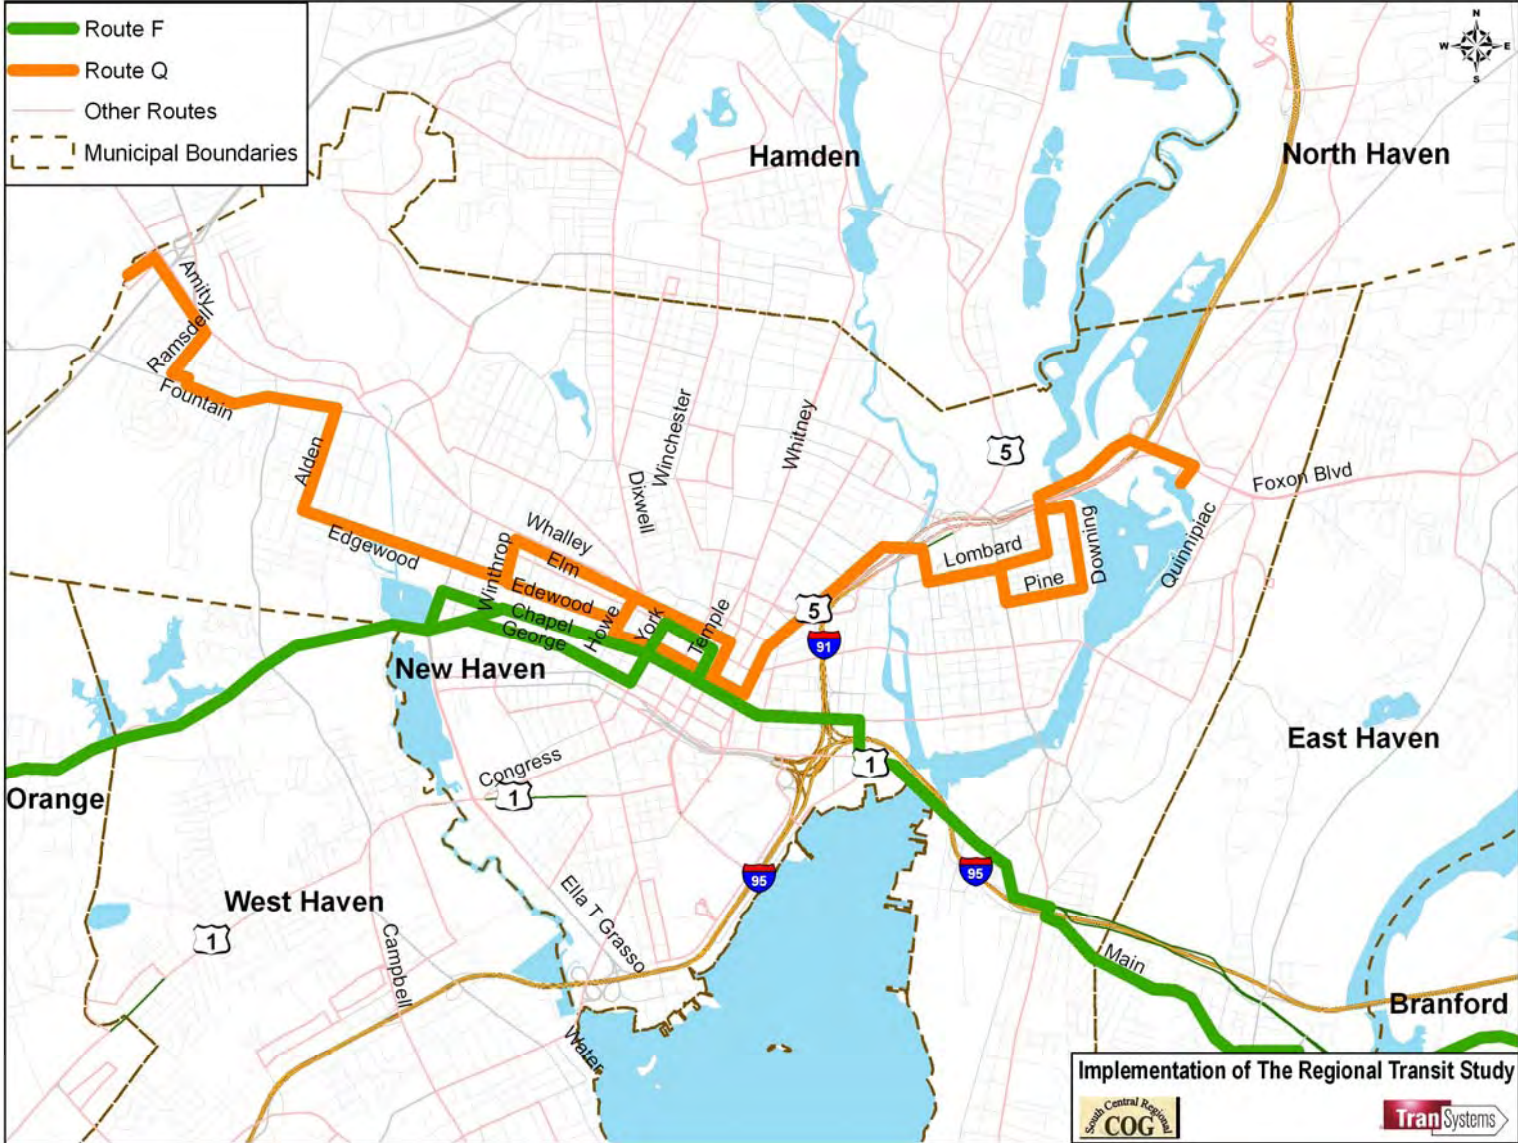 Route F
Route Q
Other Routes
Municipal Boundaries
N
W
E
S
Hamden
North Haven
Amity
Ramsdell
Fountain
Alden
Winchester
Whitney
Dixwell
5
Foxon Blvd
Whalley
Edgewood
Winthrop
Elm
Edewood
Lombard
Downing
Quinnipiac
Pine
Chapel
George
Howe
York
Temple
5
91
New Haven
East Haven
Congress
1
1
Orange
95
95
West Haven
Ella T Grasso
1
Campbell
Main
Branford
Water
Implementation of The Regional Transit Study
South Central Regional
COG
TranSystems